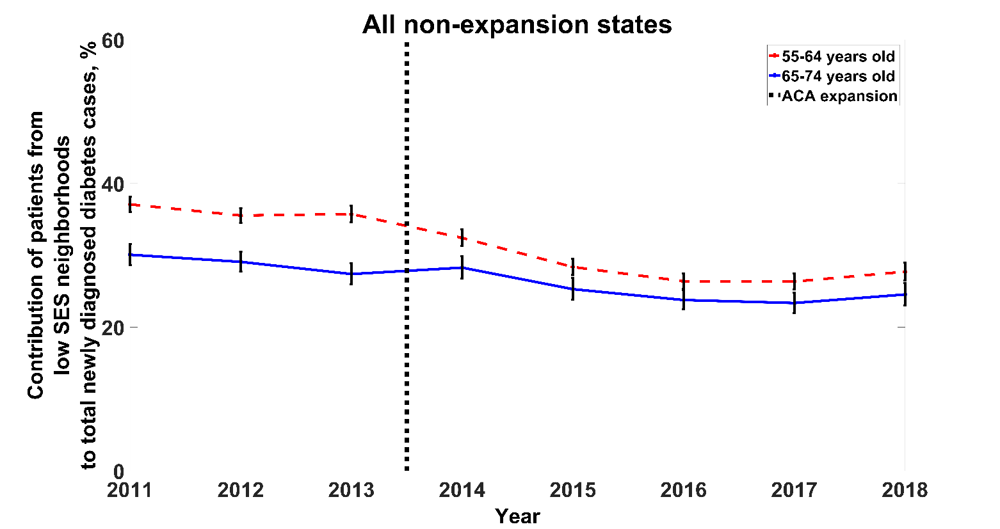 All non-expansion states
Contribution of patients from
low SES neighborhoods
to total newly diagnosed diabetes cases, %
60
40
20
0
55-64 years old
65-74 years old
ACA expansion
2011 2012 2013 2014 2015 2016 2017 2018
Year